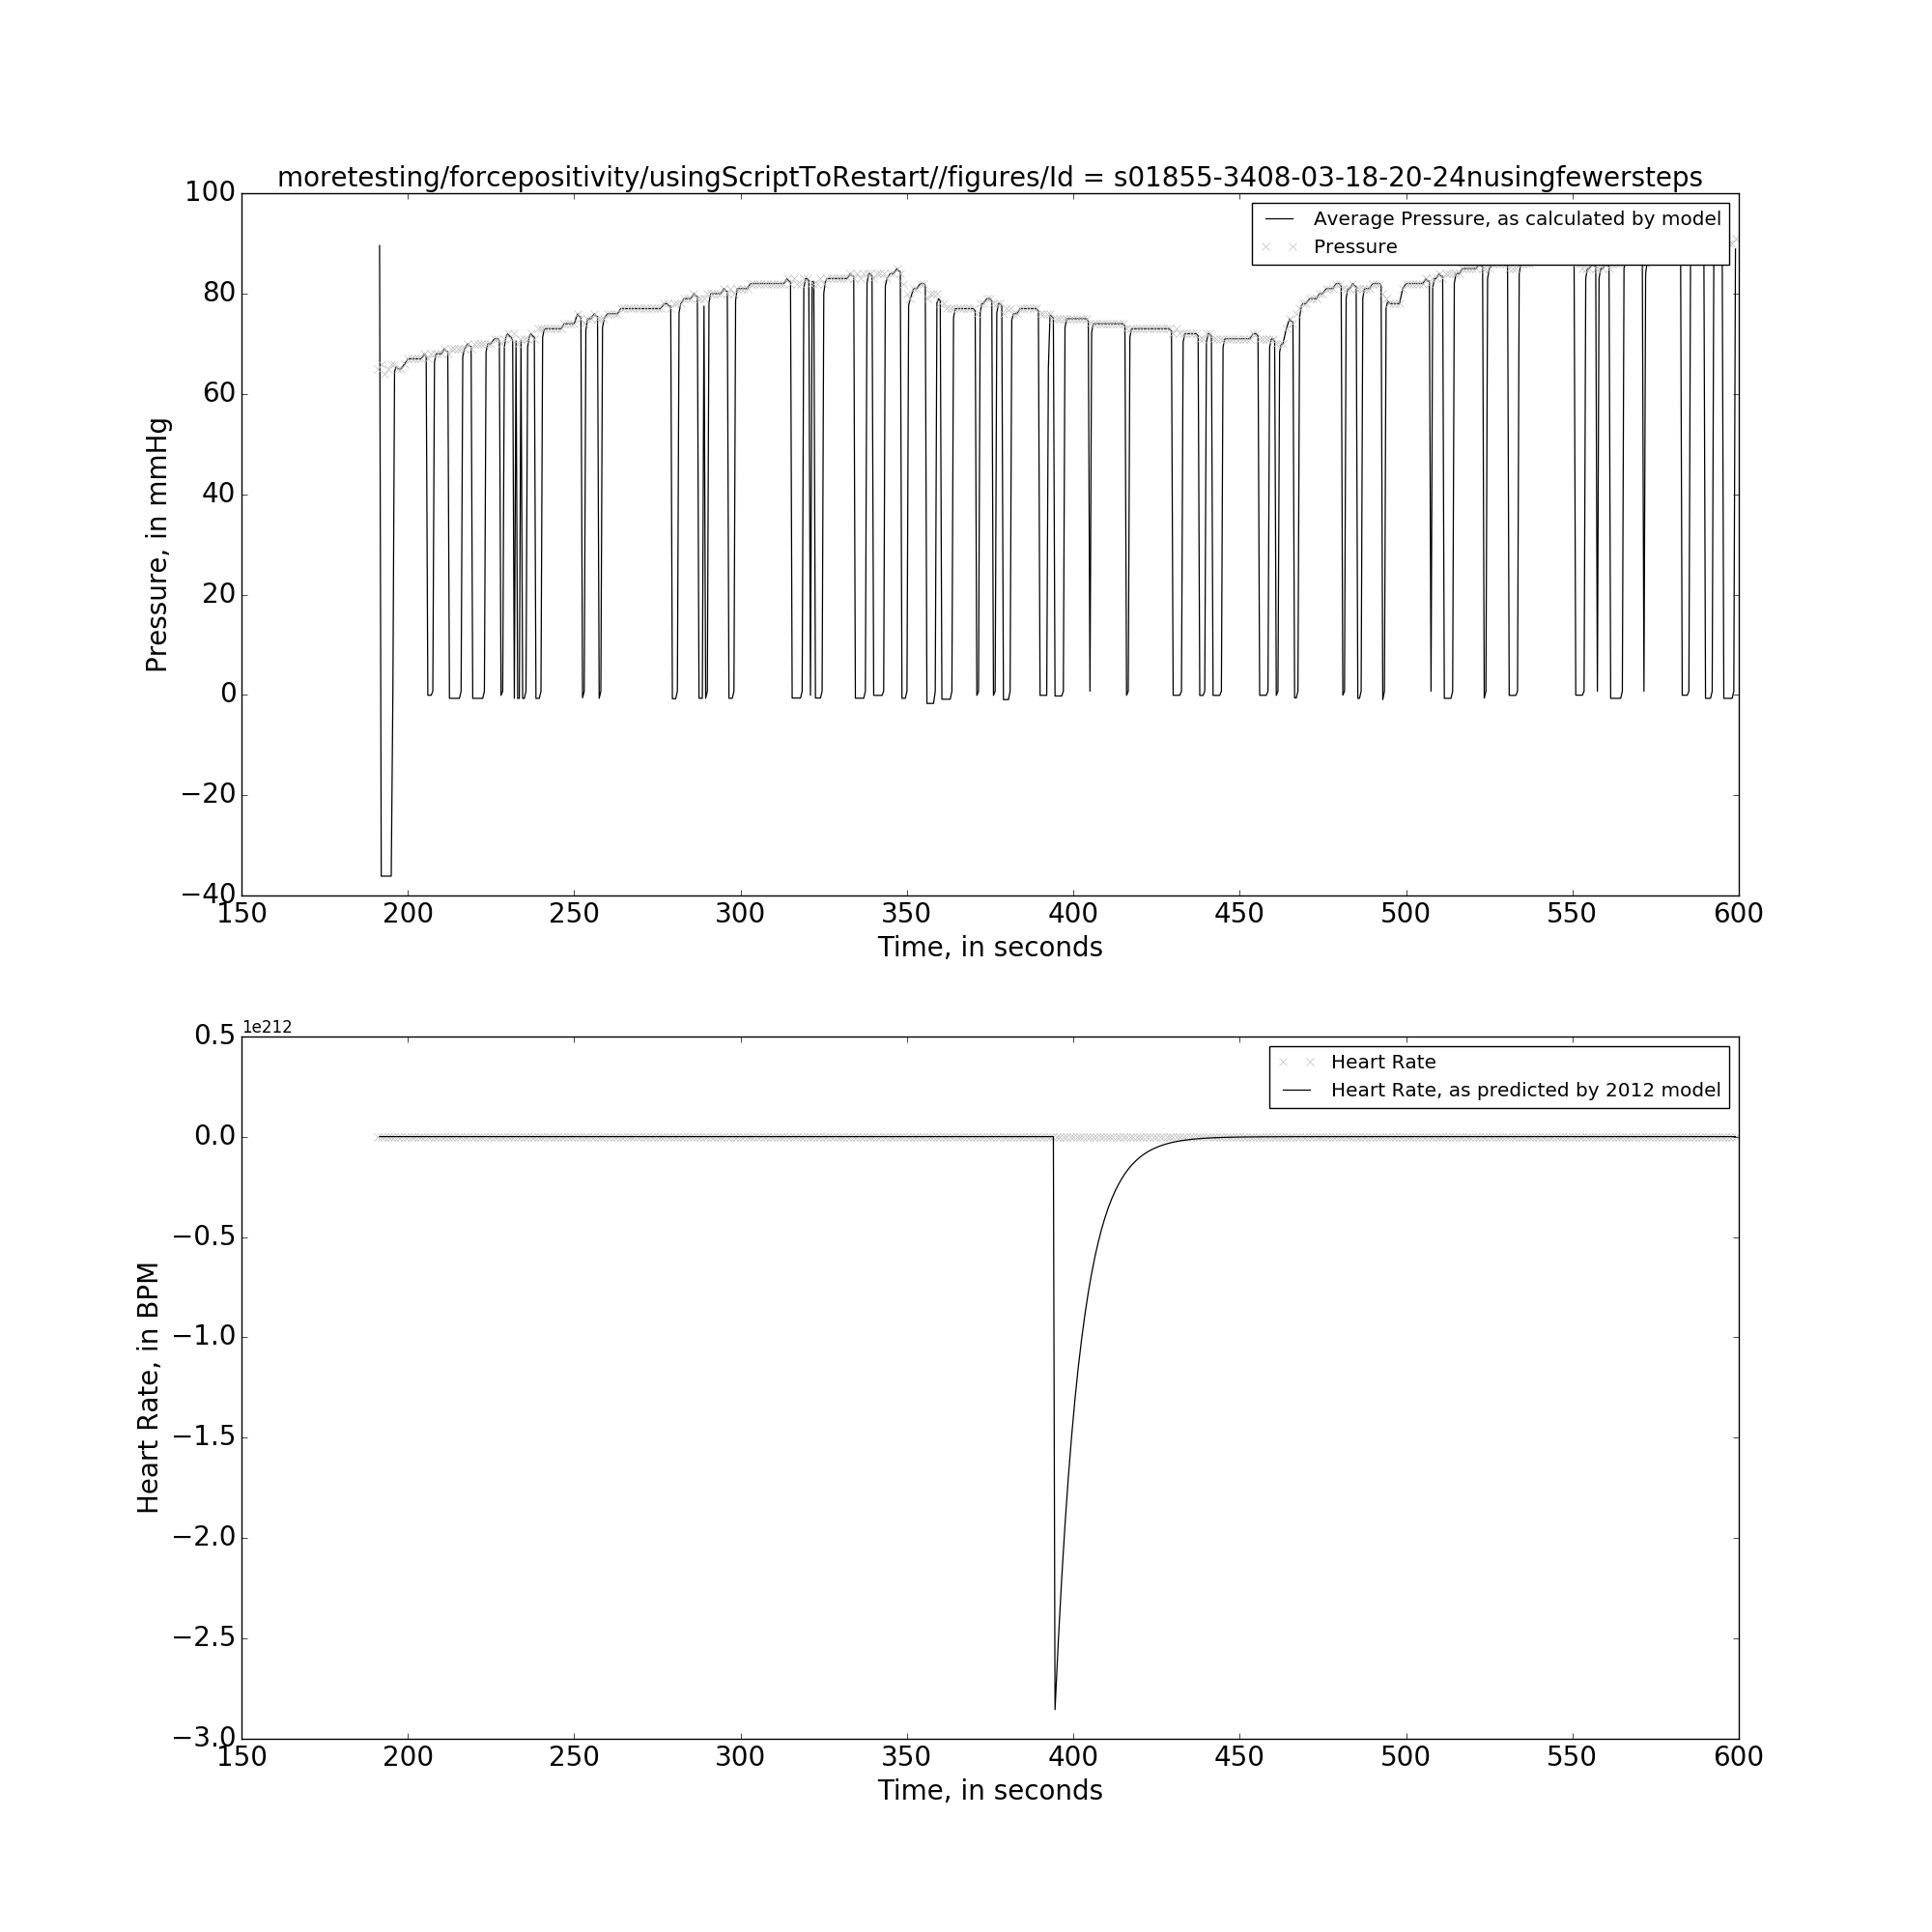 moretesting/forcepositivity/usingScriptToRestart//figures/Id = s01855-3408-03-18-20-24nusingfewersteps
Average Pressure, as calculated by model
Pressure
100
80
60
40
20
0
−20
−40
Pressure, in mmHg
150 200 250 300 350 400 450 500 550 600
Time, in seconds
1e212
Heart Rate
Heart Rate, as predicted by 2012 model
0.5
0.0
−0.5
−1.0
−1.5
−2.0
−2.5
−3.0
Heart Rate, in BPM
150 200 250 300 350 400 450 500 550 600
Time, in seconds